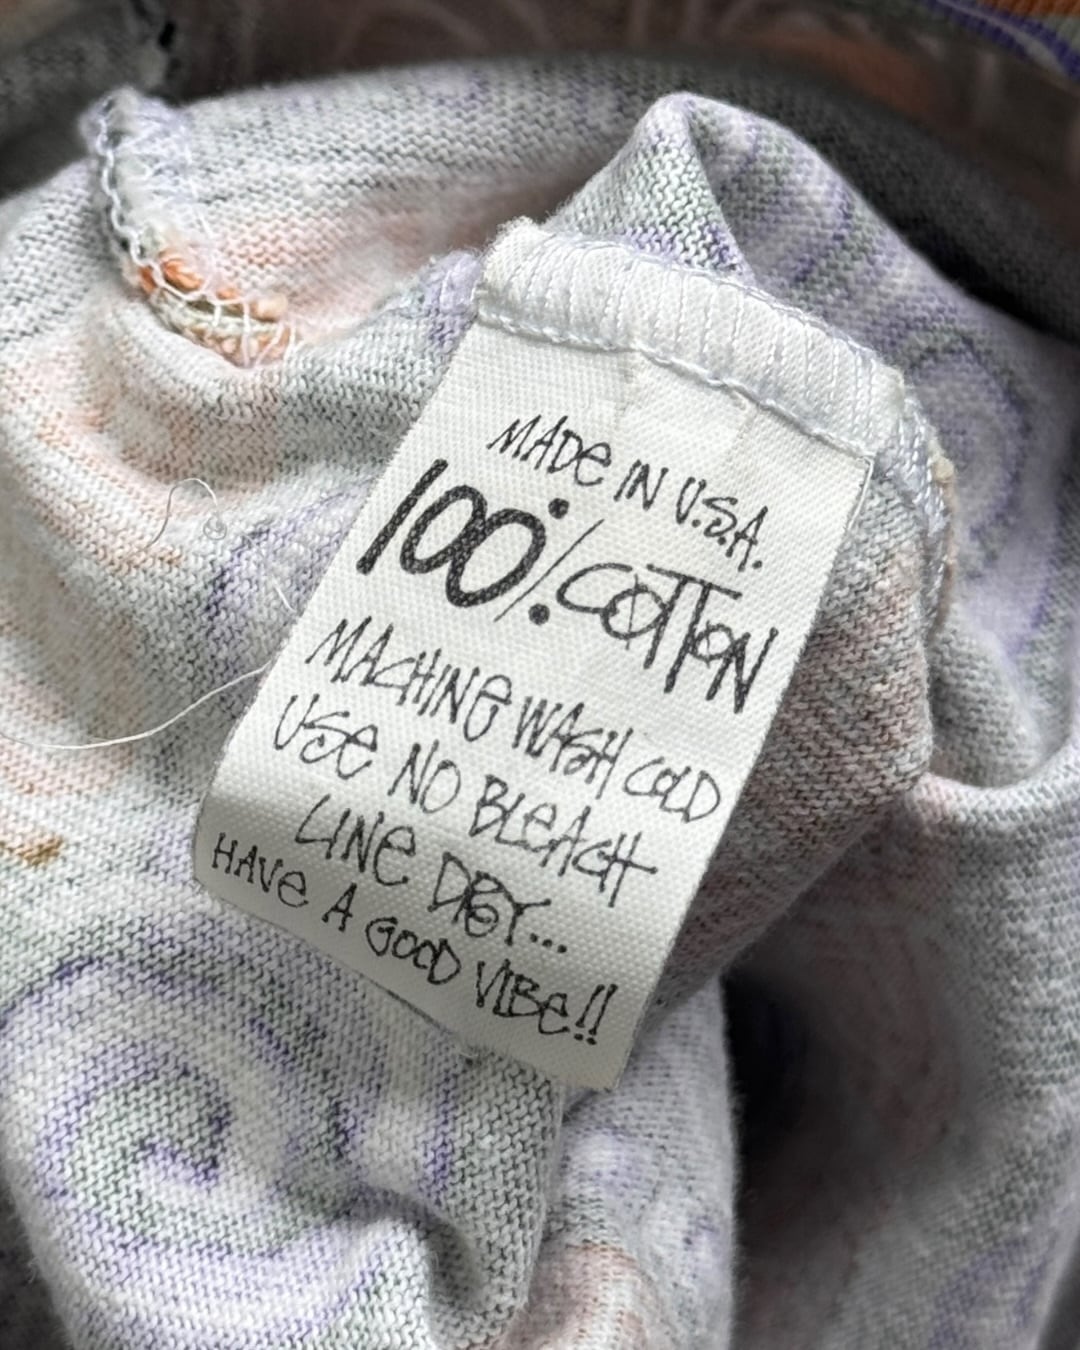 MADE IN U.S.A.
100% COTTON
MACHINE WASH COLD
USE NO BLEACH
LINE DRY...
HAVE A GOOD VIBE!!